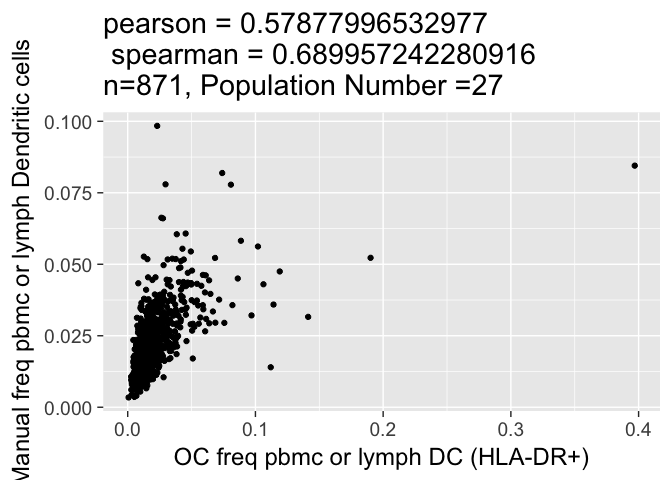 pearson = 0.57877996532977
spearman = 0.689957242280916
n=871, Population Number =27
Manual freq pbmc or lymph Dendritic cells
0.100
0.075
0.050
0.025
0.000
0.0 0.1 0.2 0.3 0.4
OC freq pbmc or lymph DC (HLA-DR+)